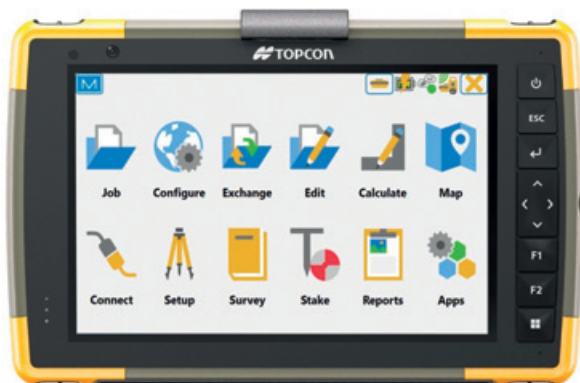 TOPCON
M
Job Configure Exchange Edit Calculate Map
Connect Setup Survey Stake Reports Apps
ESC
F1
F2